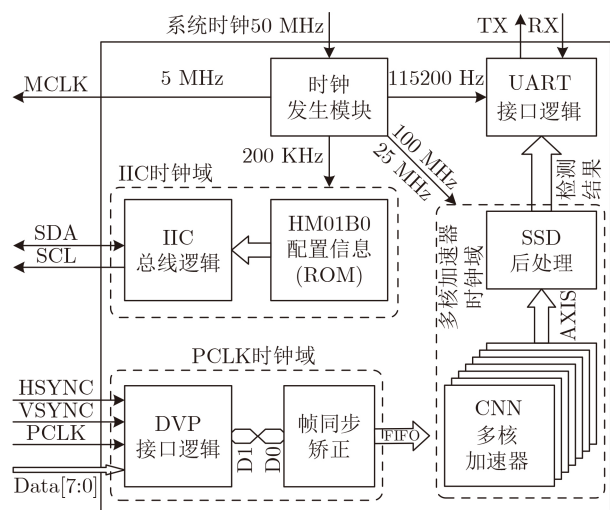 系统时钟50 MHz
TX
RX
MCLK
5 MHz
时钟
发生模块
115200 Hz
UART
接口逻辑
200 KHz
100 MHz
25 MHz
检测
结果
IIC时钟域
SDA
SCL
IIC
总线逻辑
HM01B0
配置信息
(ROM)
多核加速器
时钟域
SSD
后处理
AXIS
PCLK时钟域
HSYNC
VSYNC
PCLK
Data[7:0]
DVP
接口逻辑
D1
D0
帧同步
矫正
FIFO
CNN
多核
加速器